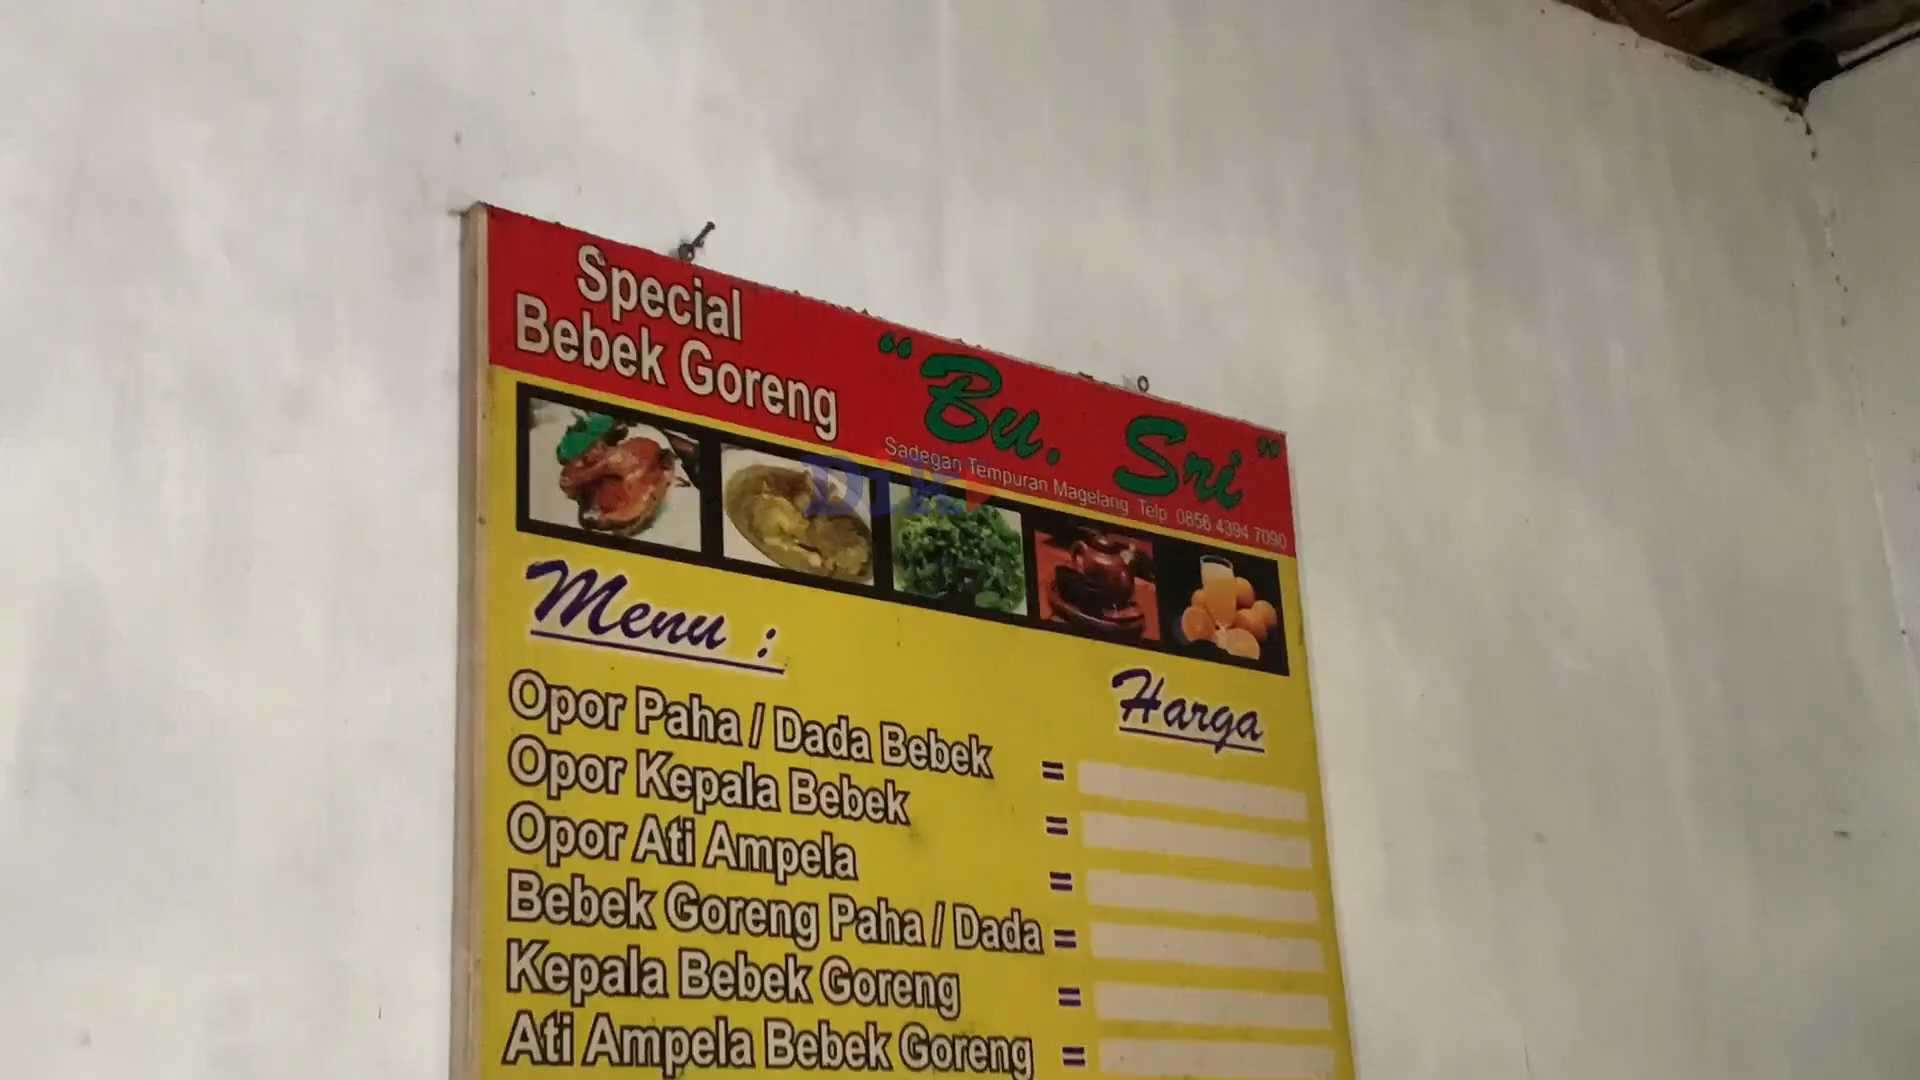 Special
Bebek Goreng
"Bu. Sri"
Sadegan Tempuran Magelang Telp 0856 4394 7090
Menu :
Harga
Opor Paha / Dada Bebek =
Opor Kepala Bebek =
Opor Ati Ampela =
Bebek Goreng Paha / Dada =
Kepala Bebek Goreng =
Ati Ampela Bebek Goreng =